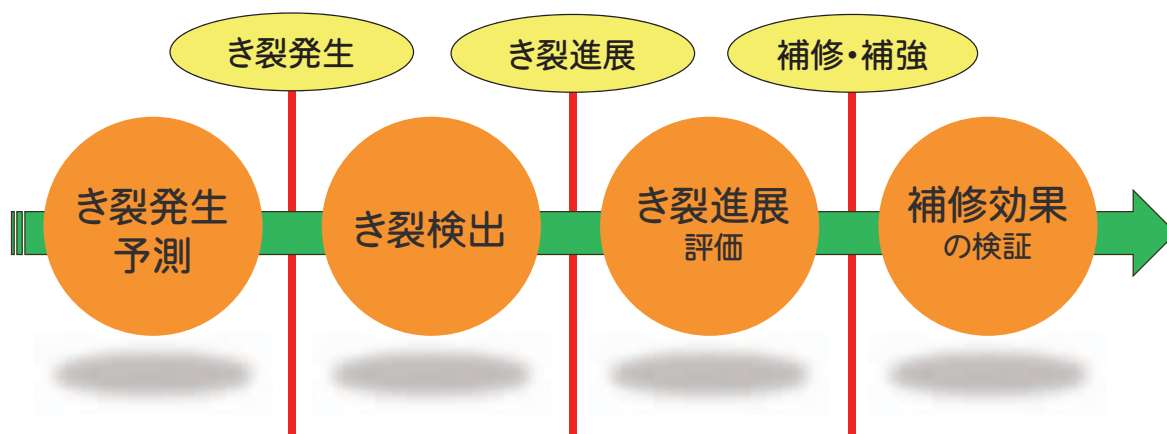 き裂発生
き裂進展
補修・補強
き裂発生
予測
き裂検出
き裂進展
評価
補修効果
の検証